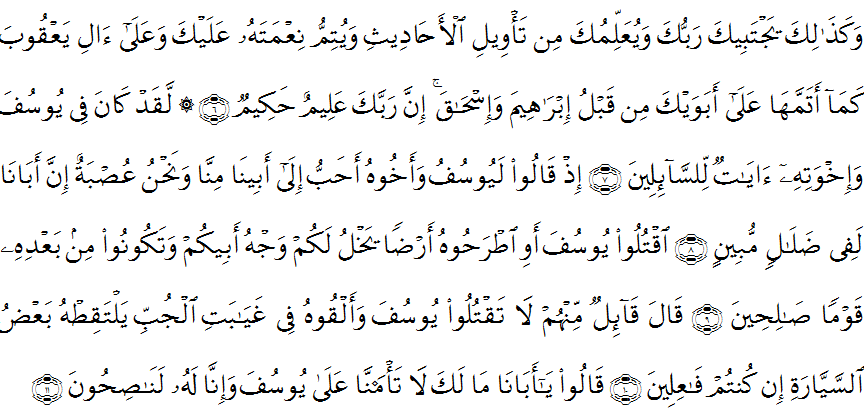 وَكَذَٰلِكَ يَجْتَبِيكَ رَبُّكَ وَيُعَلِّمُكَ مِن تَأْوِيلِ ٱلْأَحَادِيثِ وَيُتِمُّ نِعْمَتَهُۥ عَلَيْكَ وَعَلَىٰٓ ءَالِ يَعْقُوبَ
كَمَآ أَتَمَّهَا عَلَىٰٓ أَبَوَيْكَ مِن قَبْلُ إِبْرَٰهِيمَ وَإِسْحَٰقَ ۚ إِنَّ رَبَّكَ عَلِيمٌ حَكِيمٌ ﴿٦﴾ ۞ لَّقَدْ كَانَ فِى يُوسُفَ
وَإِخْوَتِهِۦٓ ءَايَٰتٌ لِّلسَّآئِلِينَ ﴿٧﴾ إِذْ قَالُوا۟ لَيُوسُفُ وَأَخُوهُ أَحَبُّ إِلَىٰٓ أَبِينَا مِنَّا وَنَحْنُ عُصْبَةٌ إِنَّ أَبَانَا
لَفِى ضَلَٰلٍ مُّبِينٍ ﴿٨﴾ ٱقْتُلُوا۟ يُوسُفَ أَوِ ٱطْرَحُوهُ أَرْضًا يَخْلُ لَكُمْ وَجْهُ أَبِيكُمْ وَتَكُونُوا۟ مِنۢ بَعْدِهِۦ
قَوْمًا صَٰلِحِينَ ﴿٩﴾ قَالَ قَآئِلٌ مِّنْهُمْ لَا تَقْتُلُوا۟ يُوسُفَ وَأَلْقُوهُ فِى غَيَٰبَتِ ٱلْجُبِّ يَلْتَقِطْهُ بَعْضُ
ٱلسَّيَّارَةِ إِن كُنتُمْ فَٰعِلِينَ ﴿١٠﴾ قَالُوا۟ يَٰٓأَبَانَا مَا لَكَ لَا تَأْمَ۫نَّا عَلَىٰ يُوسُفَ وَإِنَّا لَهُۥ لَنَٰصِحُونَ ﴿١١﴾